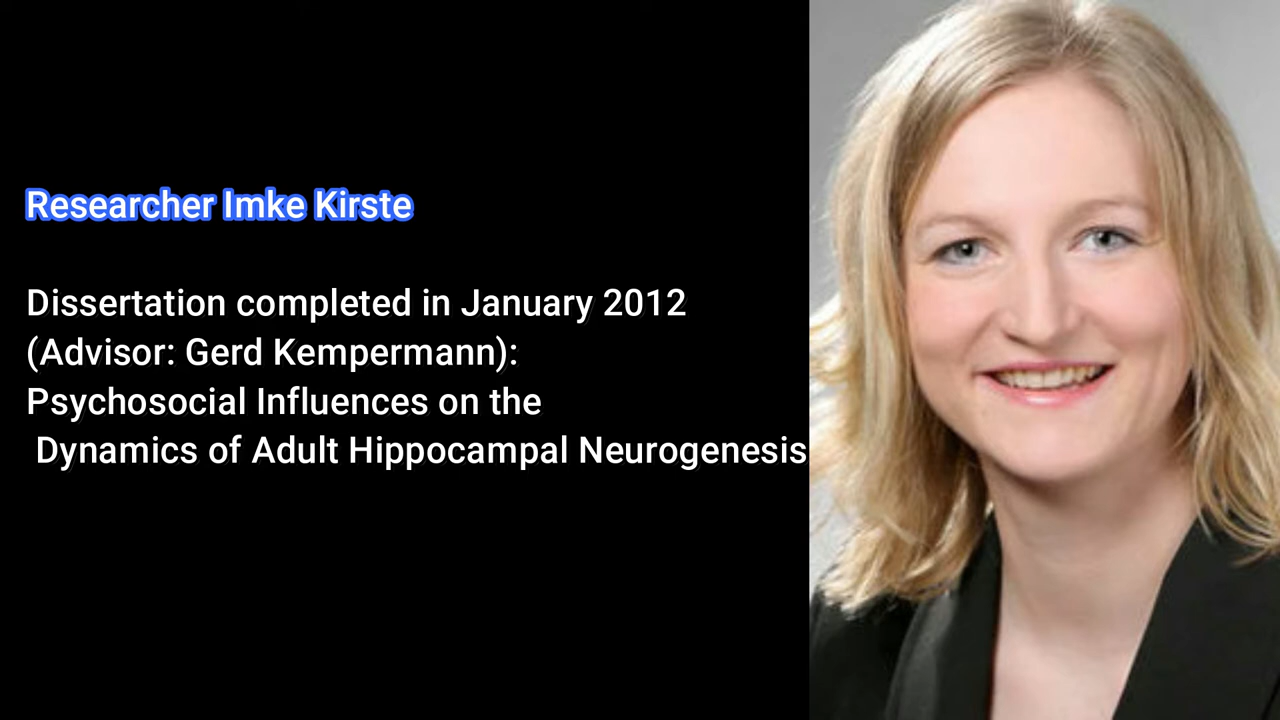 Researcher Imke Kirste
Dissertation completed in January 2012
(Advisor: Gerd Kempermann):
Psychosocial Influences on the
Dynamics of Adult Hippocampal Neurogenesis